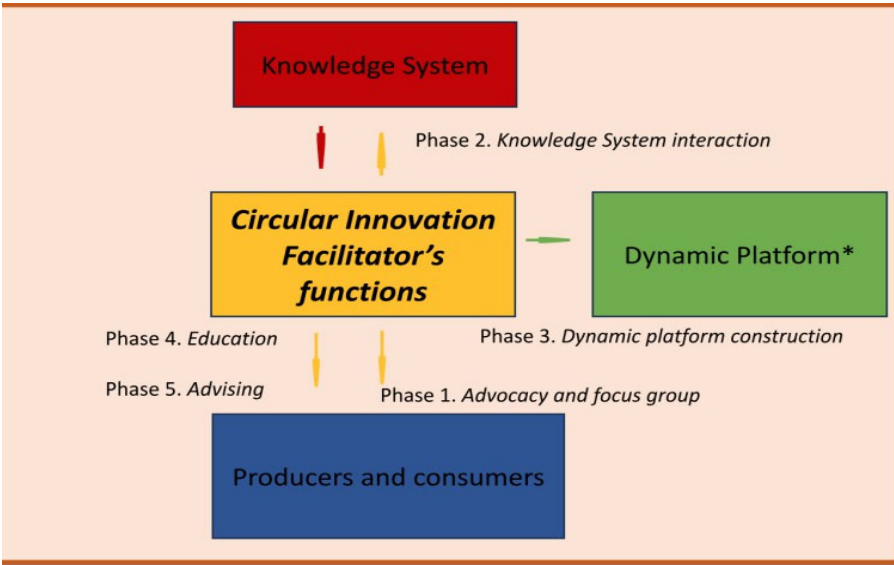 Knowledge System
Phase 2. Knowledge System interaction
Circular Innovation
Facilitator's
functions
Dynamic Platform*
Phase 4. Education
Phase 3. Dynamic platform construction
Phase 5. Advising
Phase 1. Advocacy and focus group
Producers and consumers